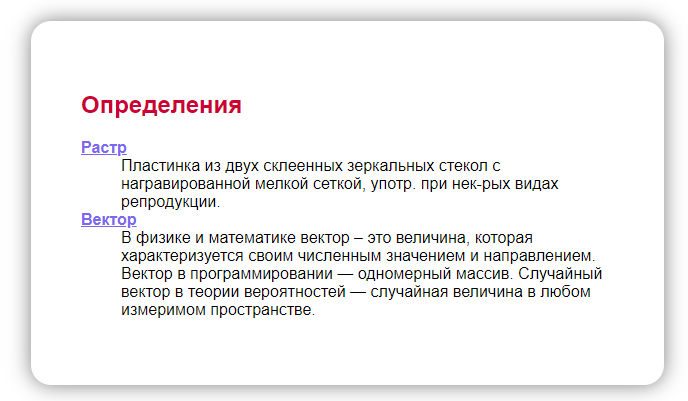 Определения
Растр
Пластинка из двух склеенных зеркальных стекол с
награвированной мелкой сеткой, употр. при нек-рых видах
репродукции.
Вектор
В физике и математике вектор – это величина, которая
характеризуется своим численным значением и направлением.
Вектор в программировании — одномерный массив. Случайный
вектор в теории вероятностей — случайная величина в любом
измеримом пространстве.